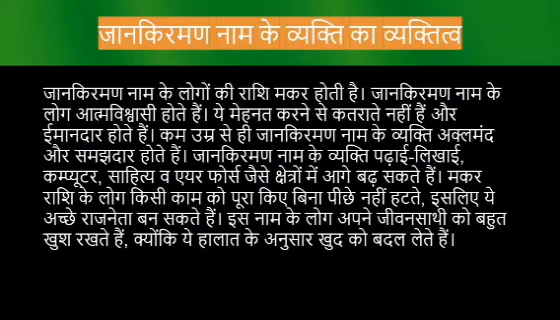 जानकिरमण नाम के व्यक्ति का व्यक्तित्व
जानकिरमण नाम के लोगों की राशि मकर होती है। जानकिरमण नाम के
लोग आत्मविश्वासी होते हैं। ये मेहनत करने से कतराते नहीं हैं और
ईमानदार होते हैं। कम उम्र से ही जानकिरमण नाम के व्यक्ति अक्लमंद
और समझदार होते हैं। जानकिरमण नाम के व्यक्ति पढ़ाई-लिखाई,
कम्प्यूटर, साहित्य व एयर फोर्स जैसे क्षेत्रों में आगे बढ़ सकते हैं। मकर
राशि के लोग किसी काम को पूरा किए बिना पीछे नहीं हटते, इसलिए ये
अच्छे राजनेता बन सकते हैं। इस नाम के लोग अपने जीवनसाथी को बहुत
खुश रखते हैं, क्योंकि ये हालात के अनुसार खुद को बदल लेते हैं।